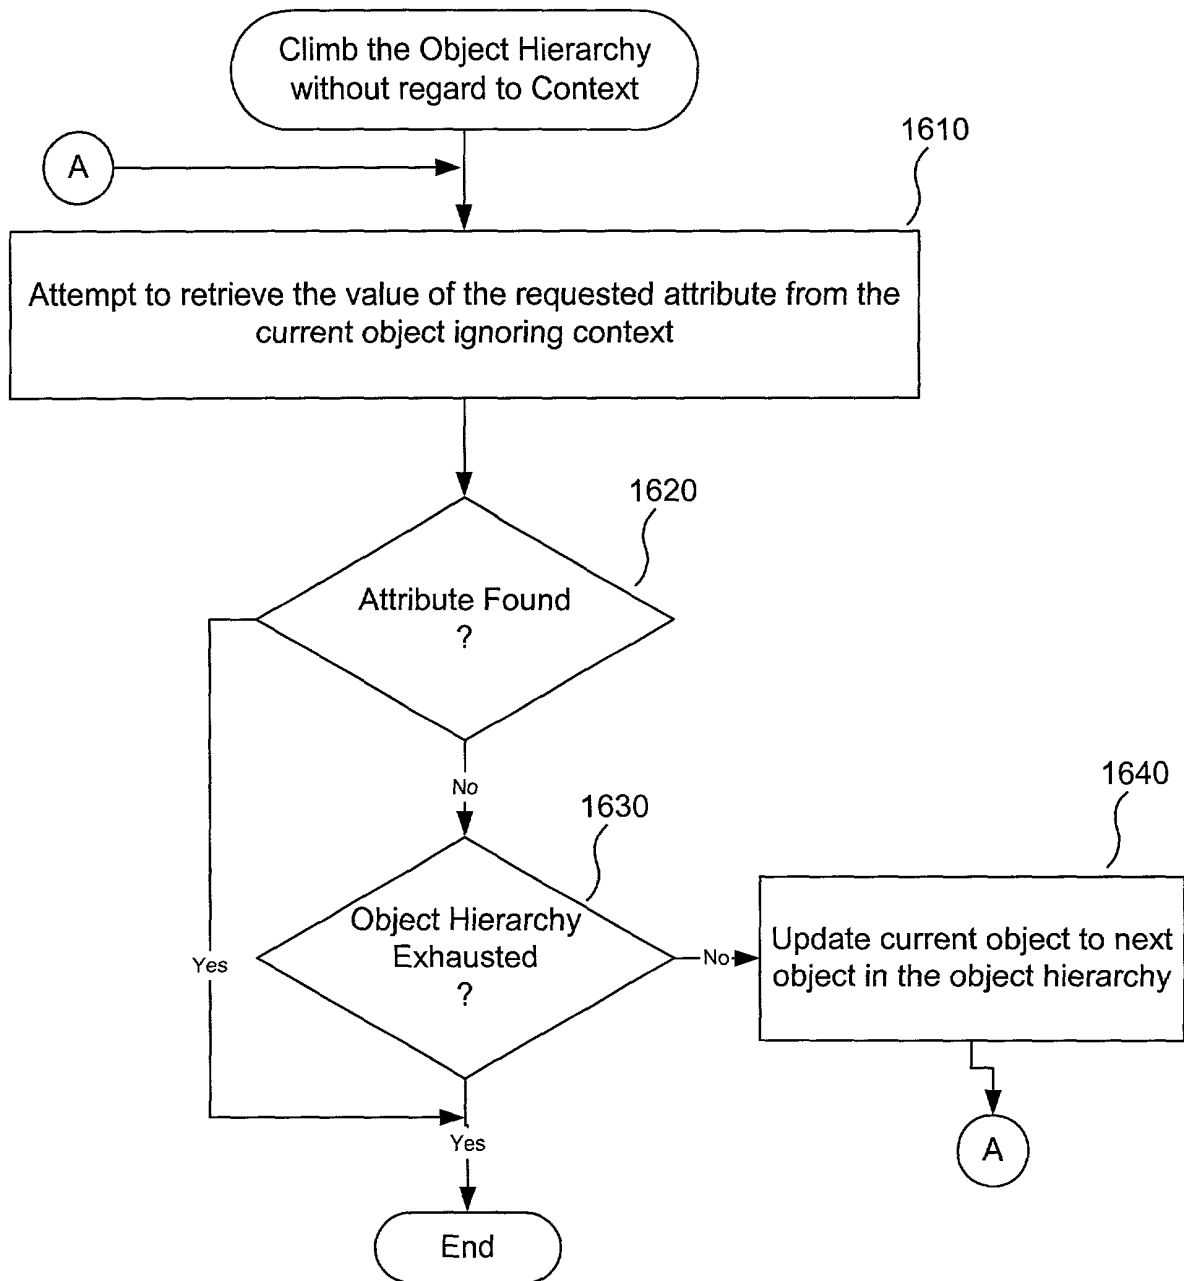 Climb the Object Hierarchy
without regard to Context
A
1610
Attempt to retrieve the value of the requested attribute from the
current object ignoring context
1620
Attribute Found
?
No
1630
1640
Object Hierarchy
Exhausted
?
Yes
No
Update current object to next
object in the object hierarchy
Yes
A
End